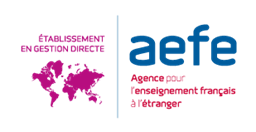 ÉTABLISSEMENT
EN GESTION DIRECTE
aefe
Agence pour
l'enseignement français
à l'étranger